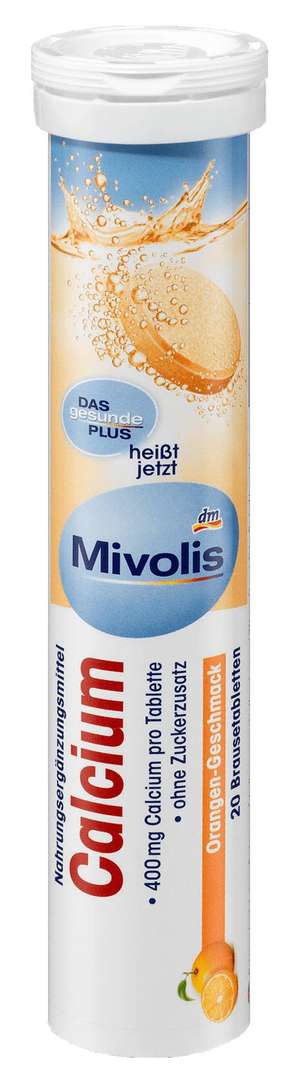 DAS
gesunde
PLUS
heißt
jetzt
dm
Mivolis
Nahrungsergänzungsmittel
Calcium
• 400 mg Calcium pro Tablette
• ohne Zuckerzusatz
Orangen-Geschmack
20 Brausetabletten